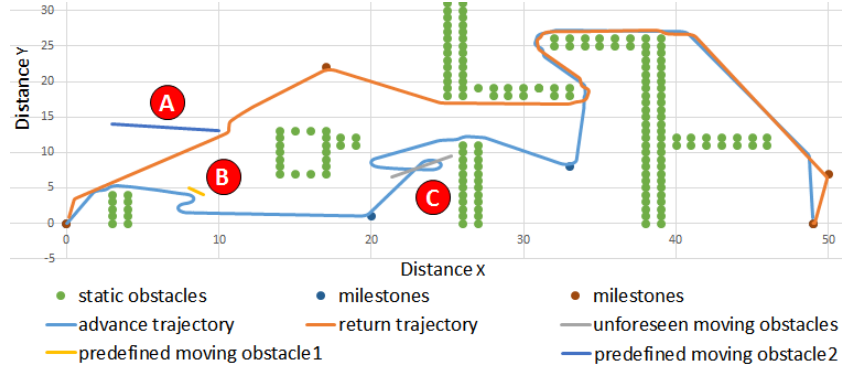 30
25
20
15
10
5
0
-5
Distance Y
A
B
C
0
10
20
30
40
50
Distance X
static obstacles
milestones
milestones
advance trajectory
return trajectory
unforeseen moving obstacles
predefined moving obstacle1
predefined moving obstacle2